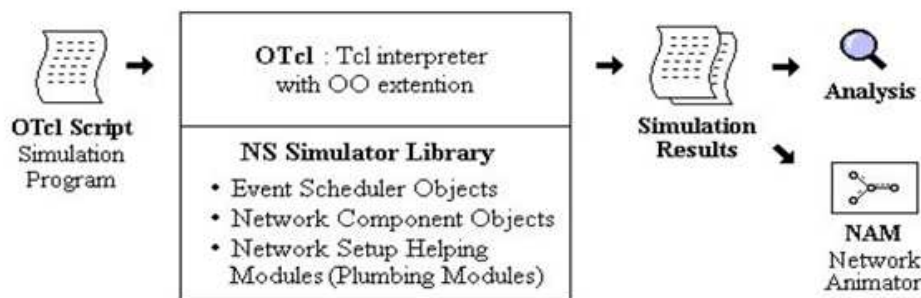 OTcl Script
Simulation
Program
OTcl : Tcl interpreter
with OO extention
NS Simulator Library
• Event Scheduler Objects
• Network Component Objects
• Network Setup Helping
Modules (Plumbing Modules)
Simulation
Results
Analysis
NAM
Network
Animator